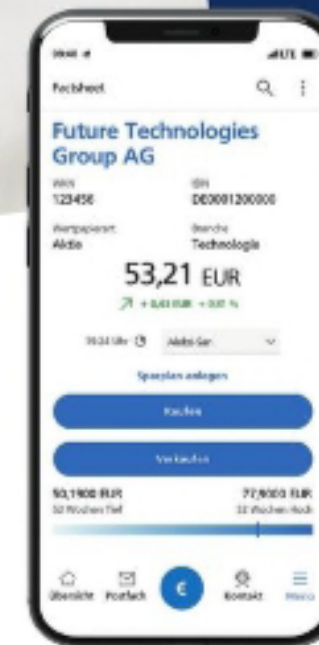 Factsheet
Future Technologies
Group AG
WKN ISIN
123456 DE0001200000
Wertpapierart Branche
Aktie Technologie
53,21 EUR
Uhr
Sparplan anlegen
Kaufen
Verkaufen
50,1900 EUR 77,9000 EUR
52 Wochen Tief 52 Wochen Hoch
€
Übersicht Postfach Kontakt Menü